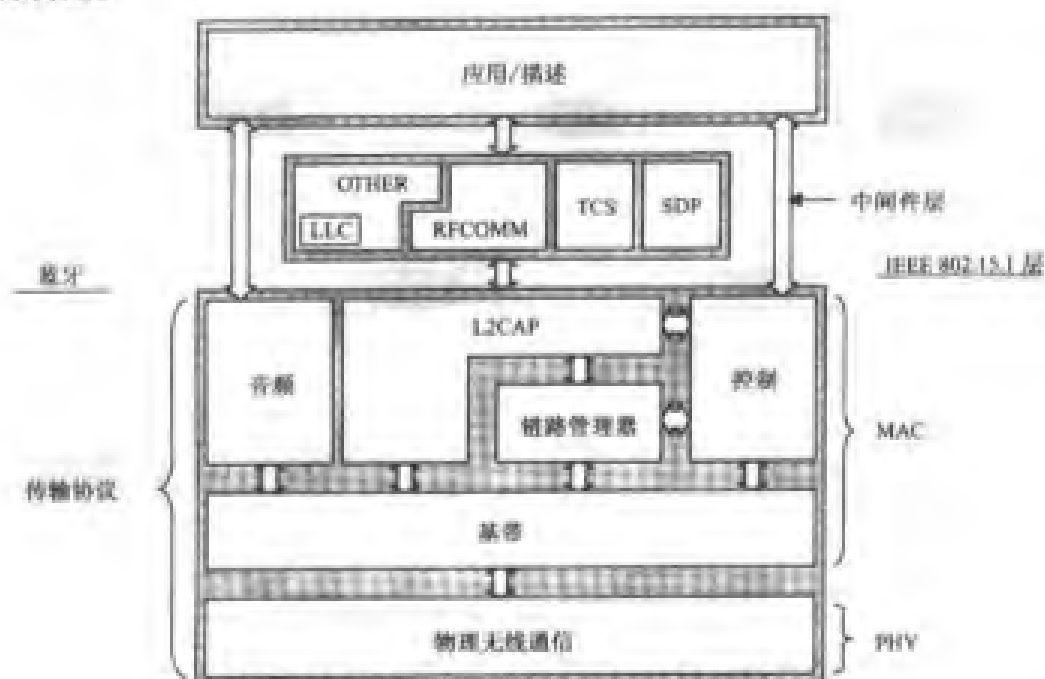 应用/描述
OTHER
LLC
RFCOMM
TCS
SDP
中间件层
蓝牙
IEEE 802.15.1 层
音频
L2CAP
控制
链路管理器
MAC
传输协议
基带
物理无线通信
PHY